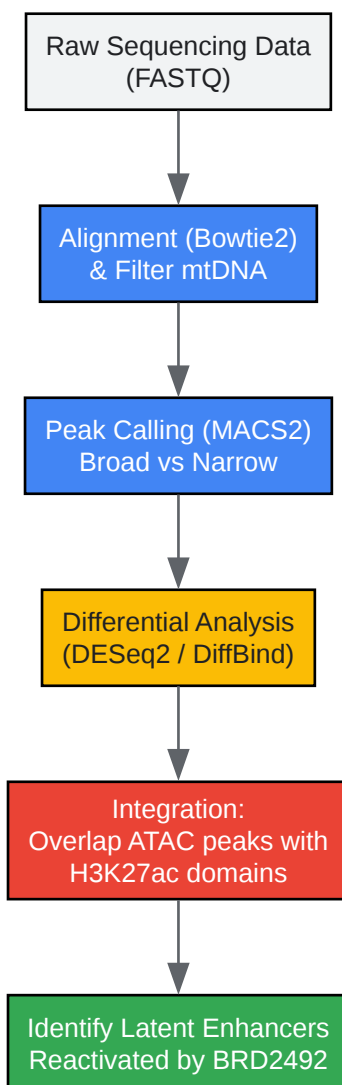 Raw Sequencing Data
(FASTQ)
Alignment (Bowtie2)
& Filter mtDNA
Peak Calling (MACS2)
Broad vs Narrow
Differential Analysis
(DESeq2 / DiffBind)
Integration:
Overlap ATAC peaks with
H3K27ac domains
Identify Latent Enhancers
Reactivated by BRD2492